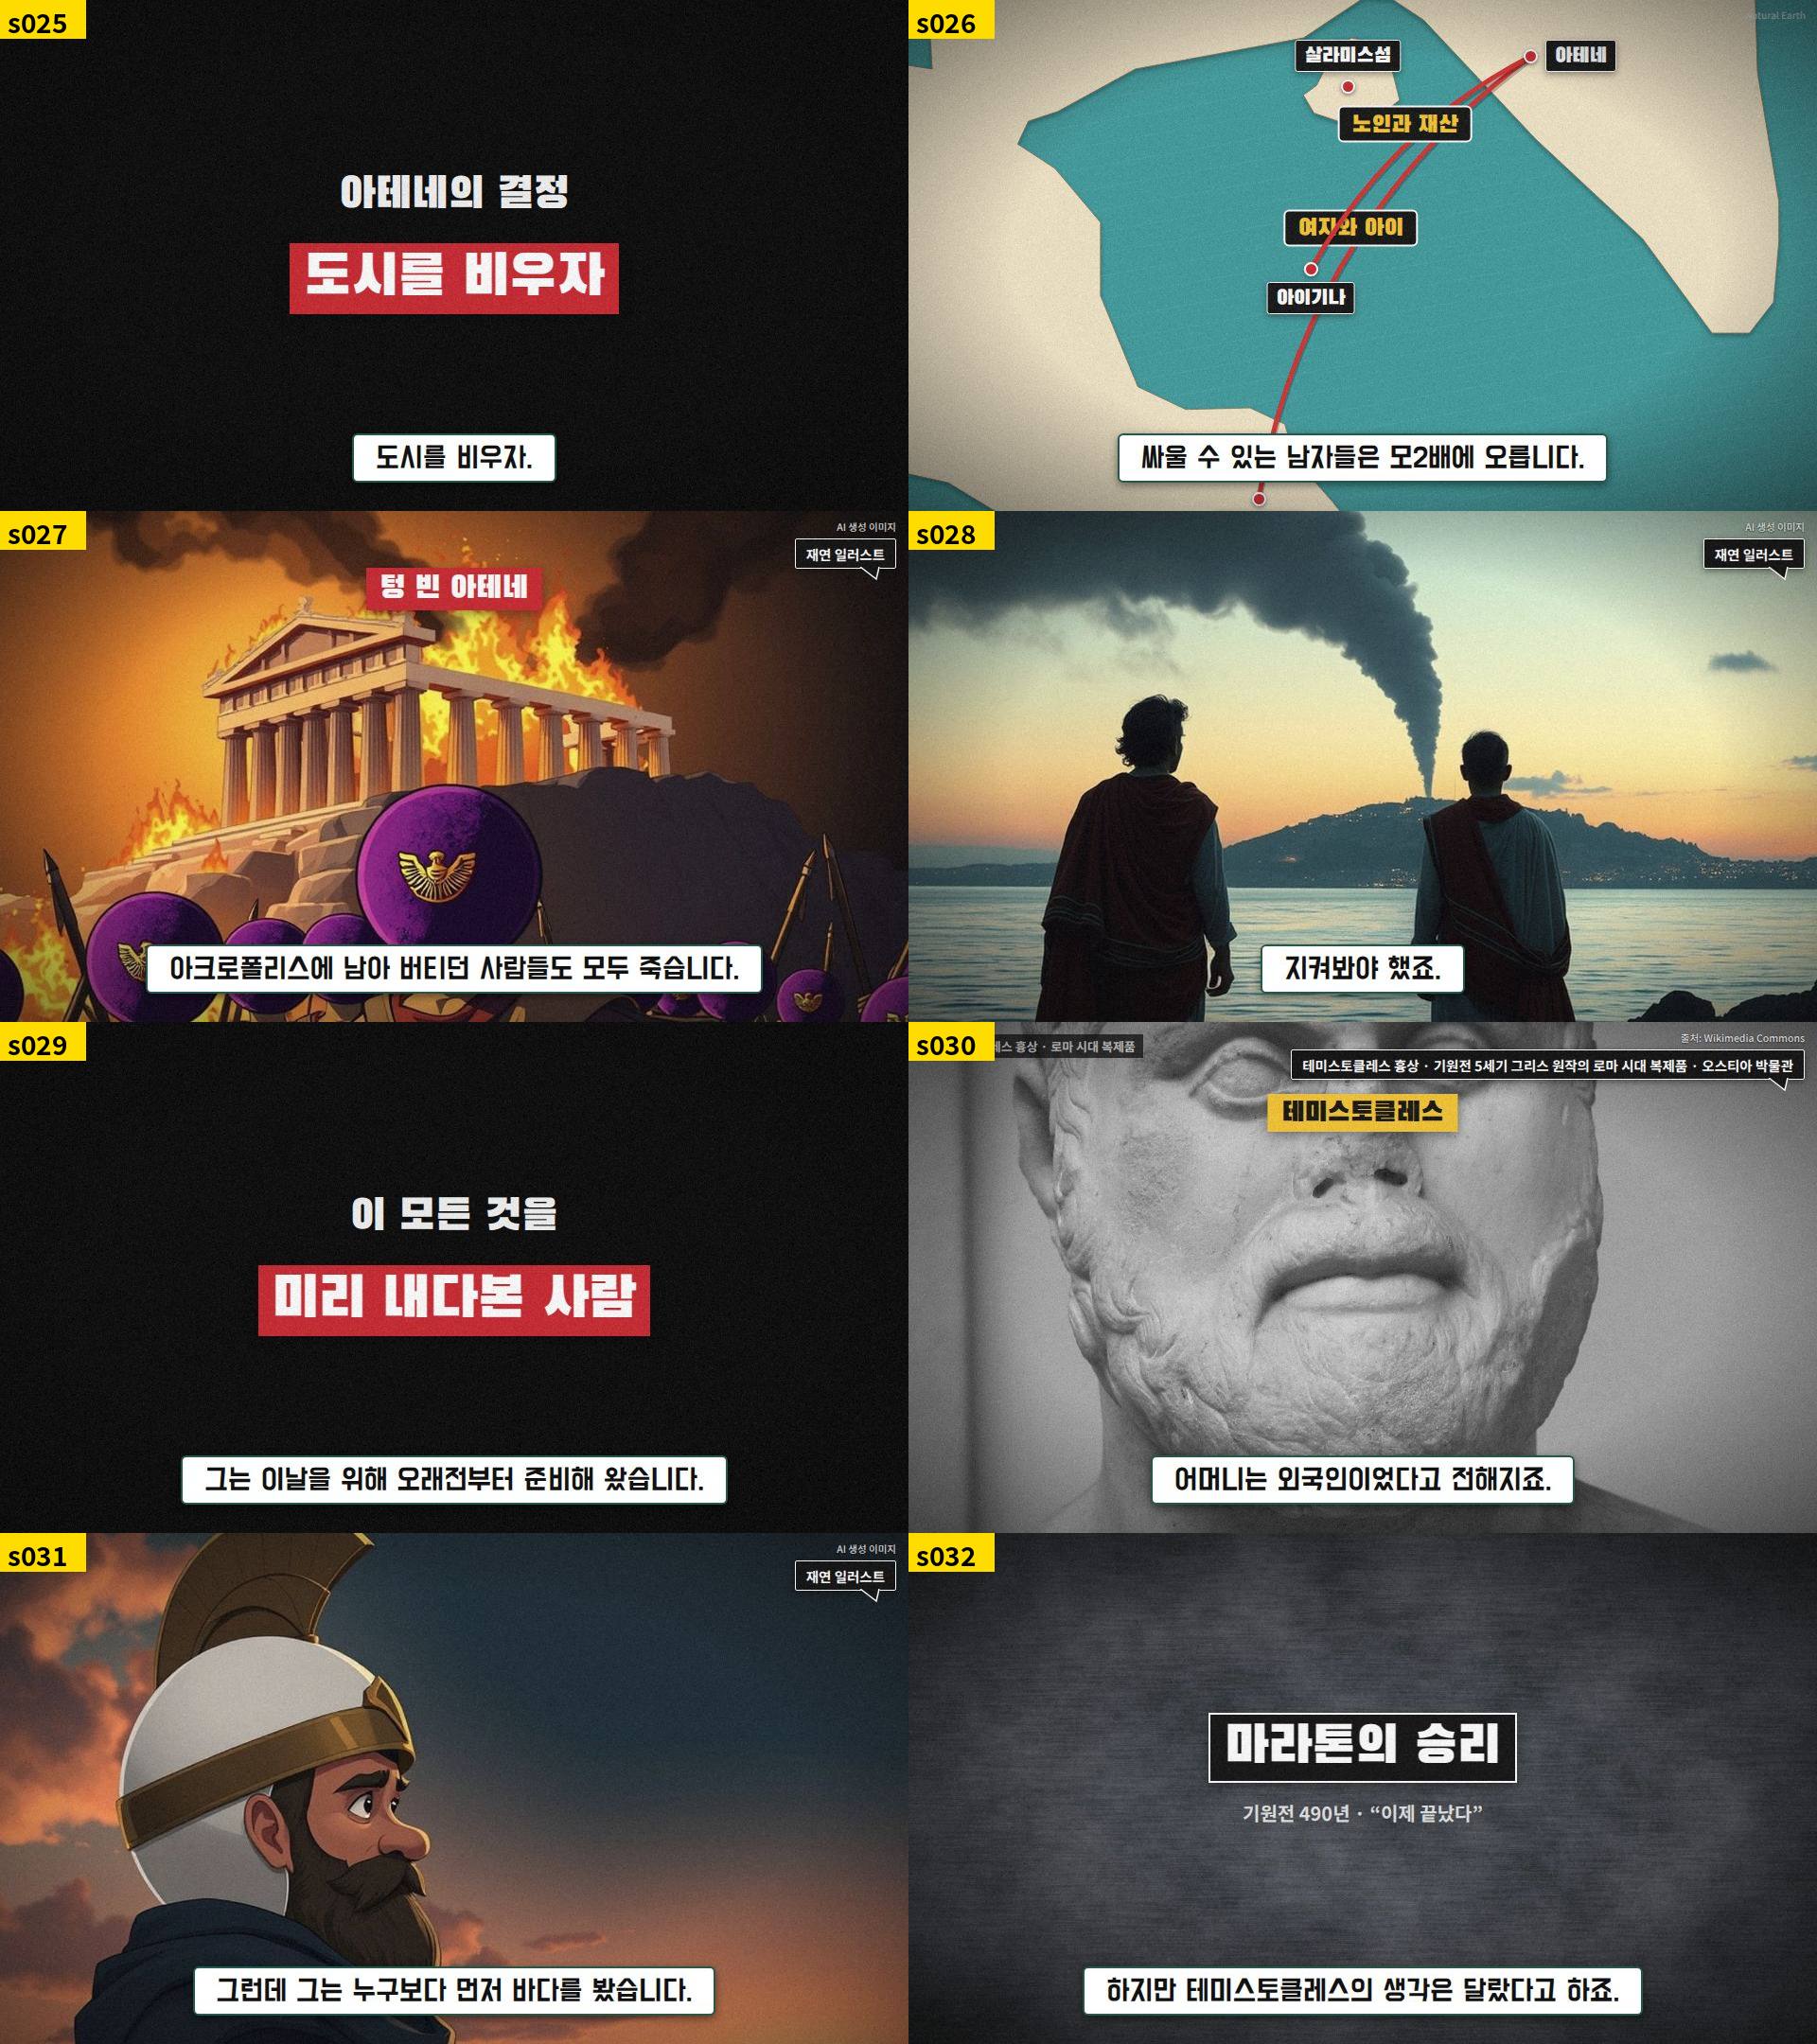 s025
아테네의 결정
도시를 비우자
도시를 비우자.
s026
Natural Earth
살라미스섬
아테네
노인과 재산
여자와 아이
아이기나
싸울 수 있는 남자들은 모2배에 오릅니다.
s027
AI 생성 이미지
재연 일러스트
텅 빈 아테네
아크로폴리스에 남아 버티던 사람들도 모두 죽습니다.
s028
AI 생성 이미지
재연 일러스트
지켜봐야 했죠.
s029
이 모든 것을
미리 내다본 사람
그는 이날을 위해 오래전부터 준비해 왔습니다.
s030
흉상 · 로마 시대 복제품
출처: Wikimedia Commons
테미스토클레스 흉상 · 기원전 5세기 그리스 원작의 로마 시대 복제품 · 오스티아 박물관
테미스토클레스
어머니는 외국인이었다고 전해지죠.
s031
AI 생성 이미지
재연 일러스트
그런데 그는 누구보다 먼저 바다를 봤습니다.
s032
마라톤의 승리
기원전 490년 · “이제 끝났다”
하지만 테미스토클레스의 생각은 달랐다고 하죠.